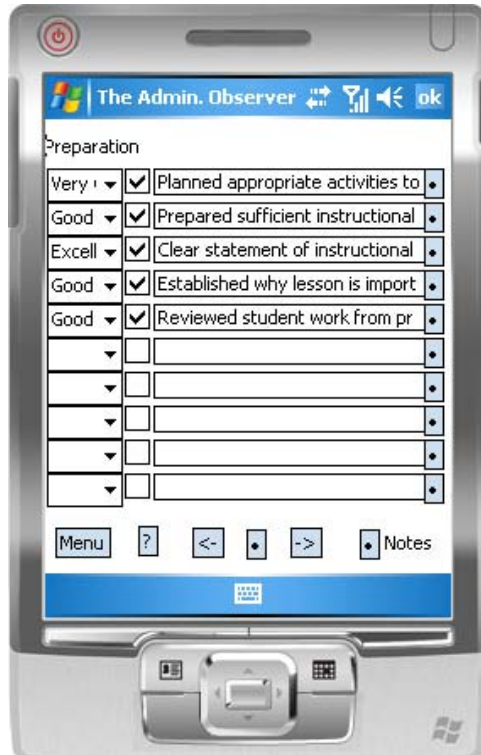 The Admin. Observer ok
Preparation
Very Planned appropriate activities to
Good Prepared sufficient instructional
Excell Clear statement of instructional
Good Established why lesson is import
Good Reviewed student work from pr
Menu ? <- -> Notes